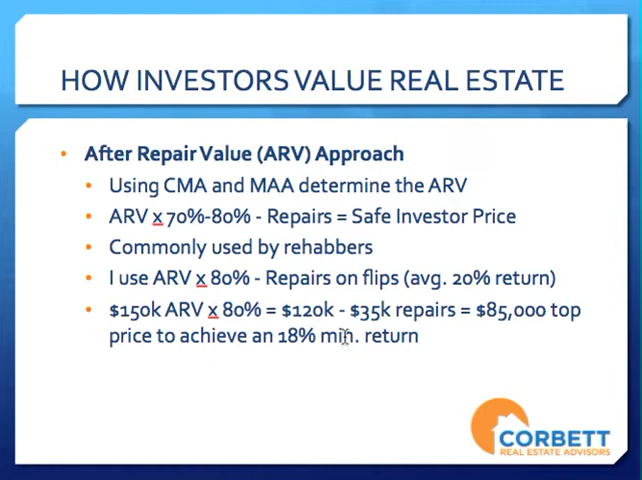 HOW INVESTORS VALUE REAL ESTATE
• After Repair Value (ARV) Approach
• Using CMA and MAA determine the ARV
• ARV x 70%-80% - Repairs = Safe Investor Price
• Commonly used by rehabbers
• I use ARV x 80% - Repairs on flips (avg. 20% return)
• $150k ARV x 80% = $120k - $35k repairs = $85,000 top
price to achieve an 18% min. return
CORBETT
REAL ESTATE ADVISORS